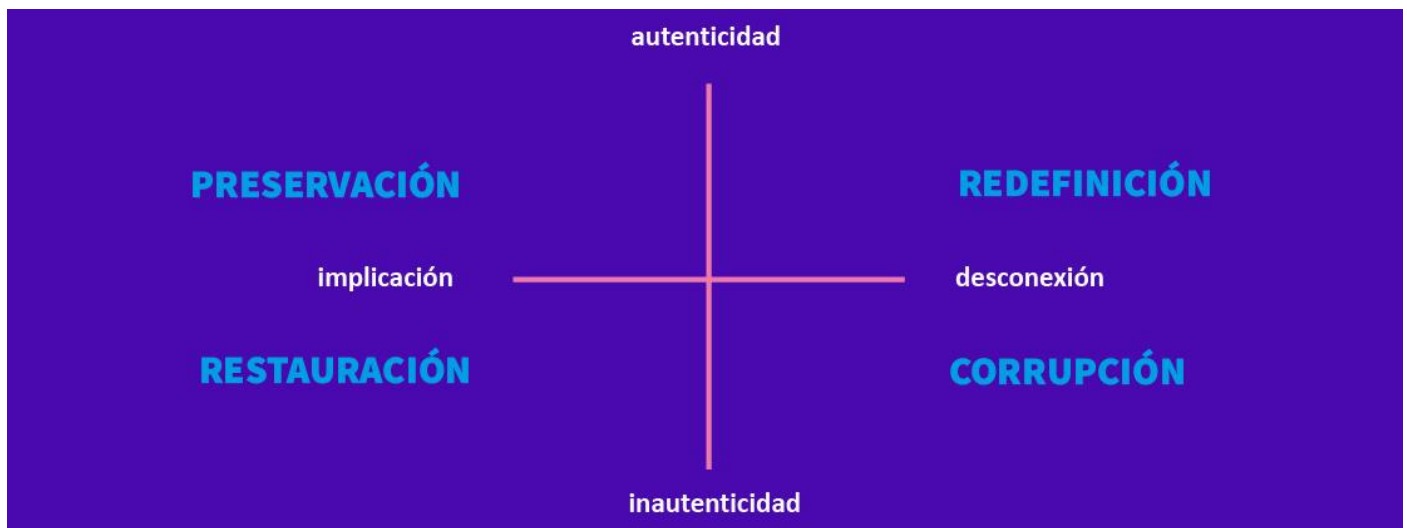 autenticidad
PRESERVACIÓN
REDEFINICIÓN
implicación
desconexión
RESTAURACIÓN
CORRUPCIÓN
inautenticidad